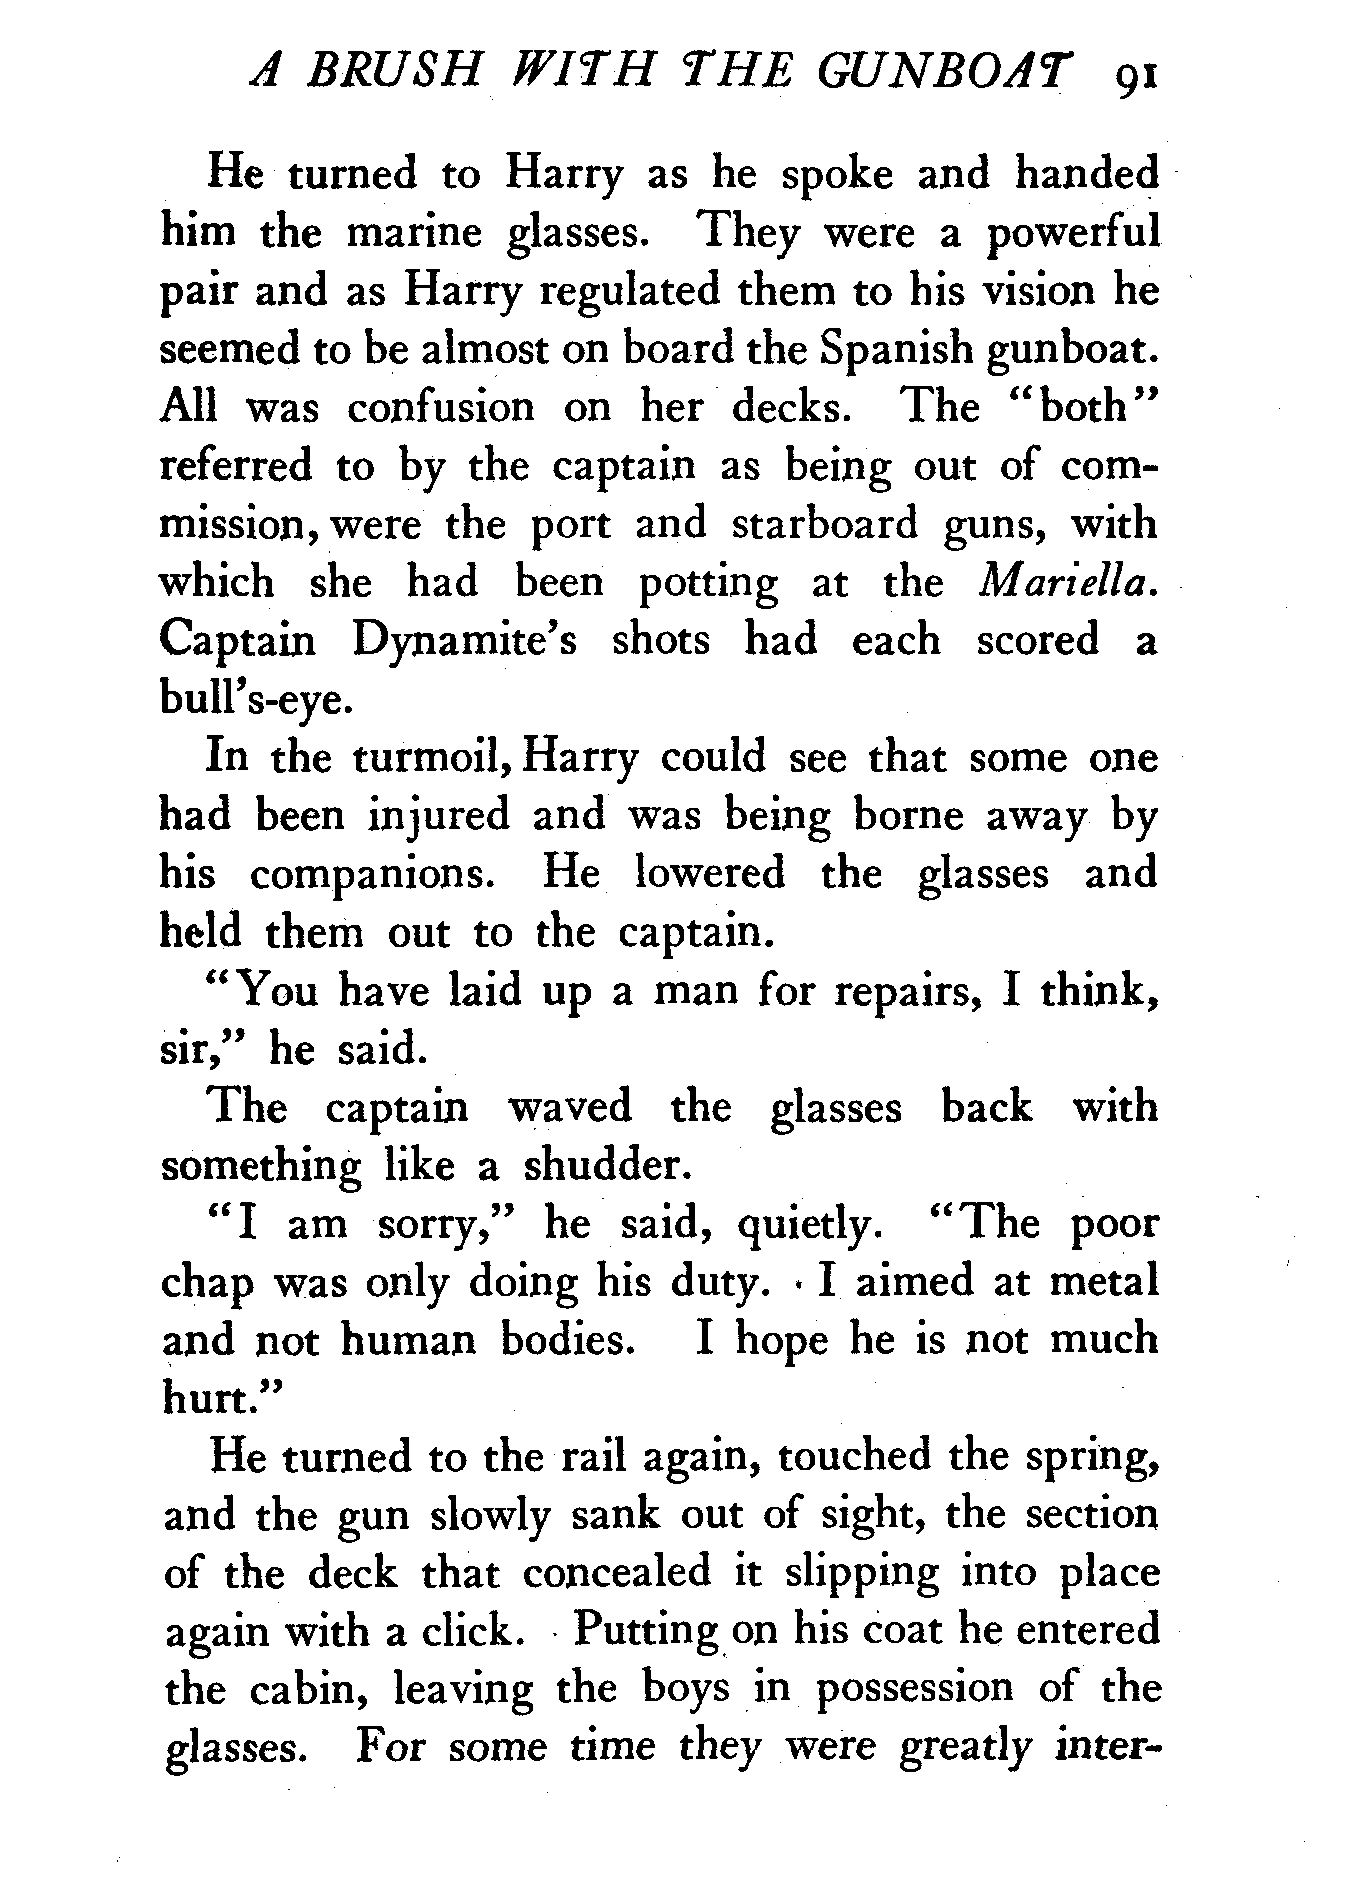 A BRUSH WITH THE GUNBOAT 91
He turned to Harry as he spoke and handed
him the marine glasses. They were a powerful
pair and as Harry regulated them to his vision he
seemed to be almost on board the Spanish gunboat.
All was confusion on her decks. The “both”
referred to by the captain as being out of com-
mission, were the port and starboard guns, with
which she had been potting at the Mariella.
Captain Dynamite’s shots had each scored a
bull’s-eye.
In the turmoil, Harry could see that some one
had been injured and was being borne away by
his companions. He lowered the glasses and
held them out to the captain.
“You have laid up a man for repairs, I think,
sir,” he said.
The captain waved the glasses back with
something like a shudder.
“I am sorry,” he said, quietly. “The poor
chap was only doing his duty. I aimed at metal
and not human bodies. I hope he is not much
hurt.”
He turned to the rail again, touched the spring,
and the gun slowly sank out of sight, the section
of the deck that concealed it slipping into place
again with a click. Putting on his coat he entered
the cabin, leaving the boys in possession of the
glasses. For some time they were greatly inter-